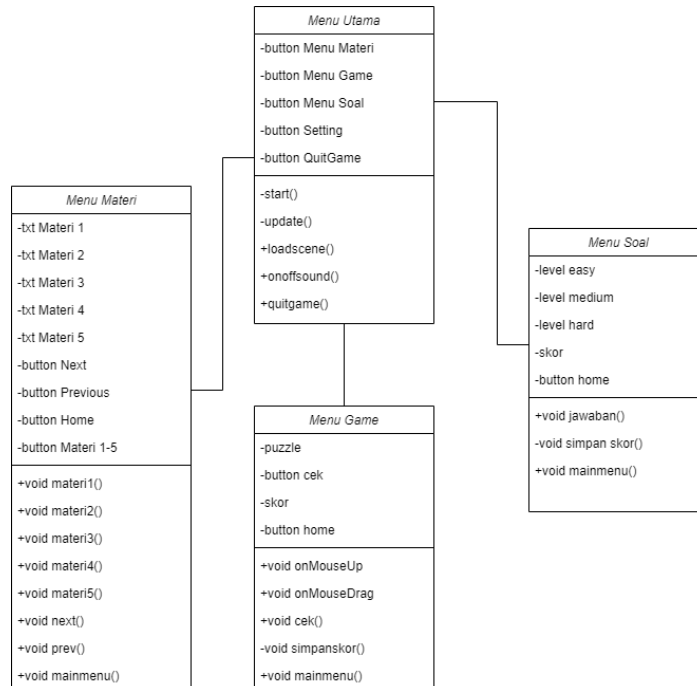 Menu Utama
-button Menu Materi
-button Menu Game
-button Menu Soal
-button Setting
-button QuitGame
-start()
-update()
+loadscene()
+onoffsound()
+quitgame()
Menu Materi
-txt Materi 1
-txt Materi 2
-txt Materi 3
-txt Materi 4
-txt Materi 5
-button Next
-button Previous
-button Home
-button Materi 1-5
+void materi1()
+void materi2()
+void materi3()
+void materi4()
+void materi5()
+void next()
+void prev()
+void mainmenu()
Menu Game
-puzzle
-button cek
-skor
-button home
+void onMouseUp
+void onMouseDrag
+void cek()
-void simpanskor()
+void mainmenu()
Menu Soal
-level easy
-level medium
-level hard
-skor
-button home
+void jawaban()
-void simpan skor()
+void mainmenu()